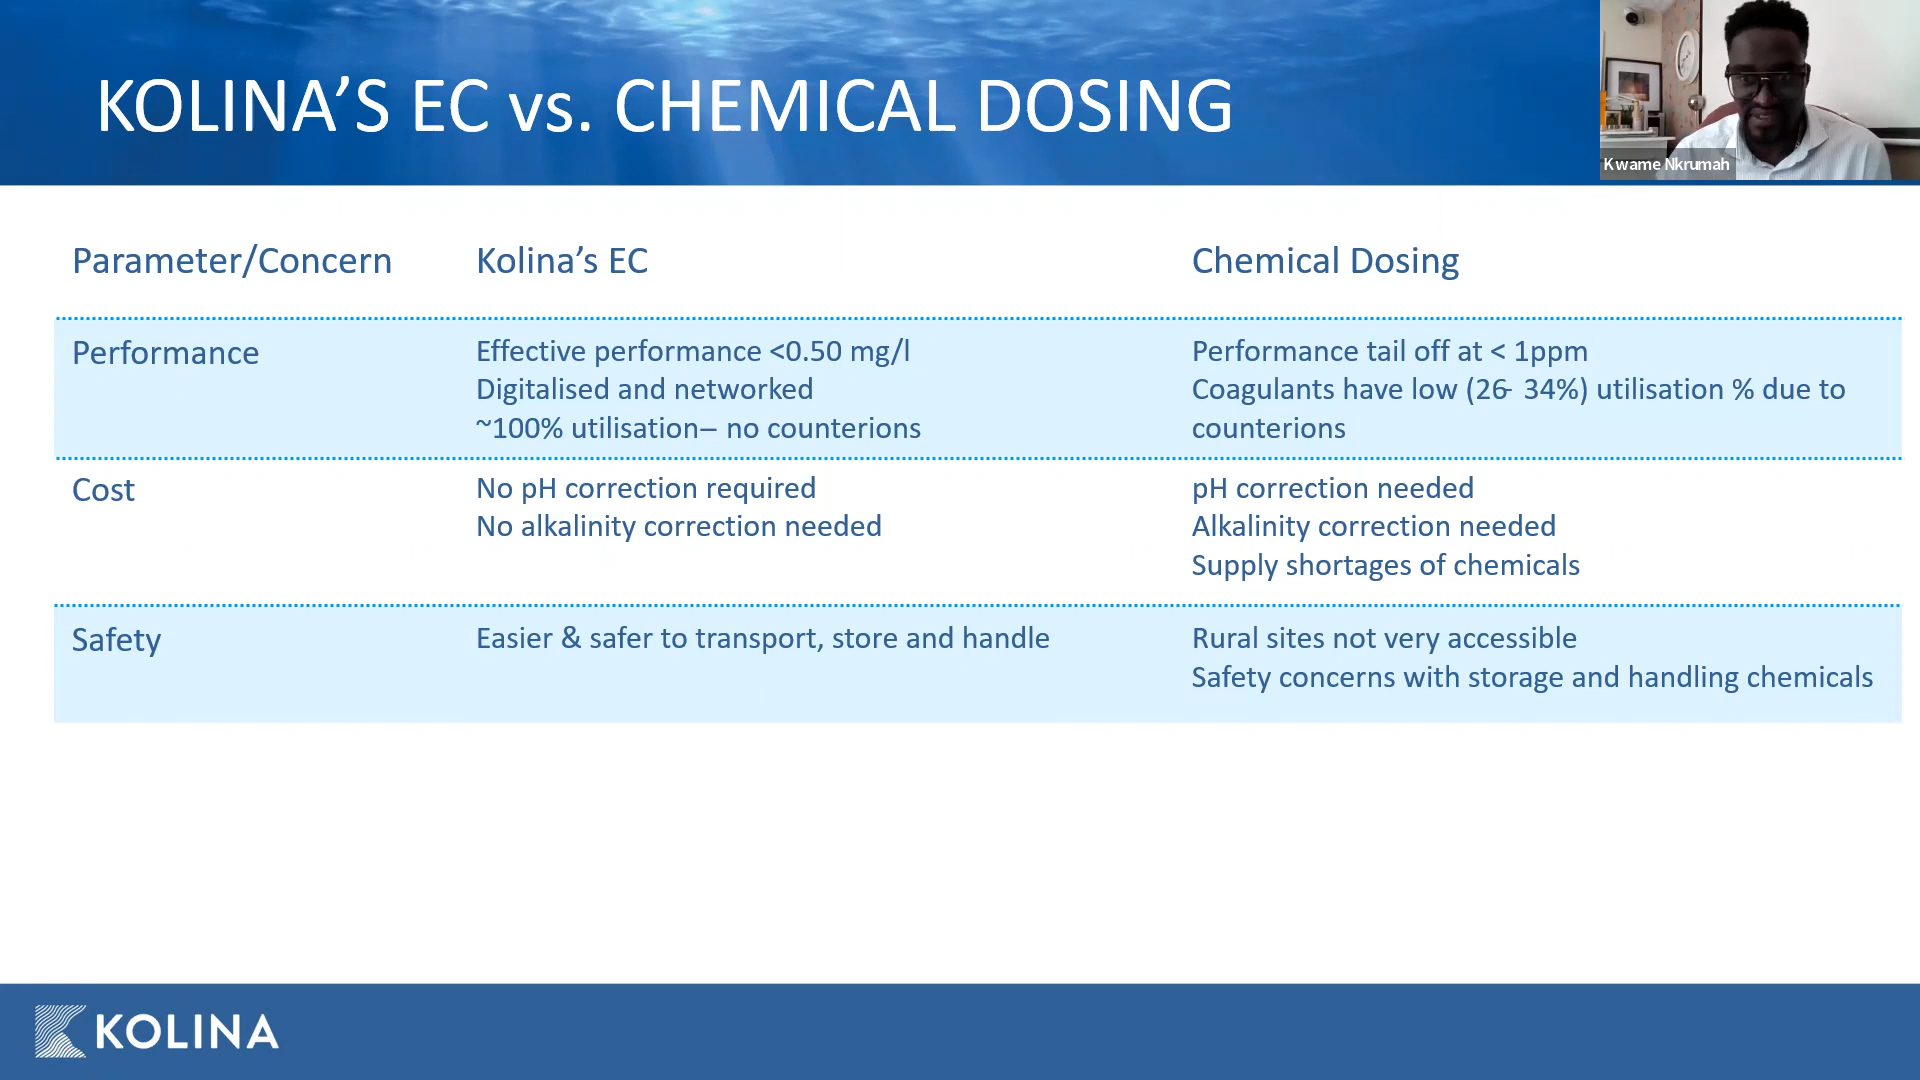 KOLINA’S EC vs. CHEMICAL DOSING
Kwame Nkrumah
Parameter/Concern
Kolina’s EC
Chemical Dosing
Performance
Effective performance <0.50 mg/l
Digitalised and networked
~100% utilisation– no counterions
Performance tail off at < 1ppm
Coagulants have low (26- 34%) utilisation % due to
counterions
Cost
No pH correction required
No alkalinity correction needed
pH correction needed
Alkalinity correction needed
Supply shortages of chemicals
Safety
Easier & safer to transport, store and handle
Rural sites not very accessible
Safety concerns with storage and handling chemicals
KOLINA